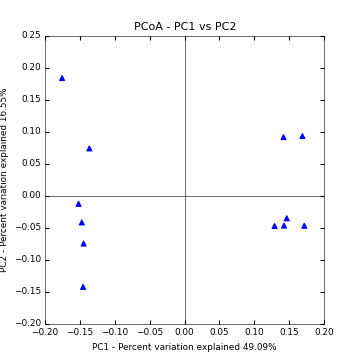 PCoA - PC1 vs PC2
0.25
0.20
0.15
0.10
0.05
0.00
−0.05
−0.10
−0.15
−0.20
PC2 - Percent variation explained 16.55%
−0.20 −0.15 −0.10 −0.05 0.00 0.05 0.10 0.15 0.20
PC1 - Percent variation explained 49.09%